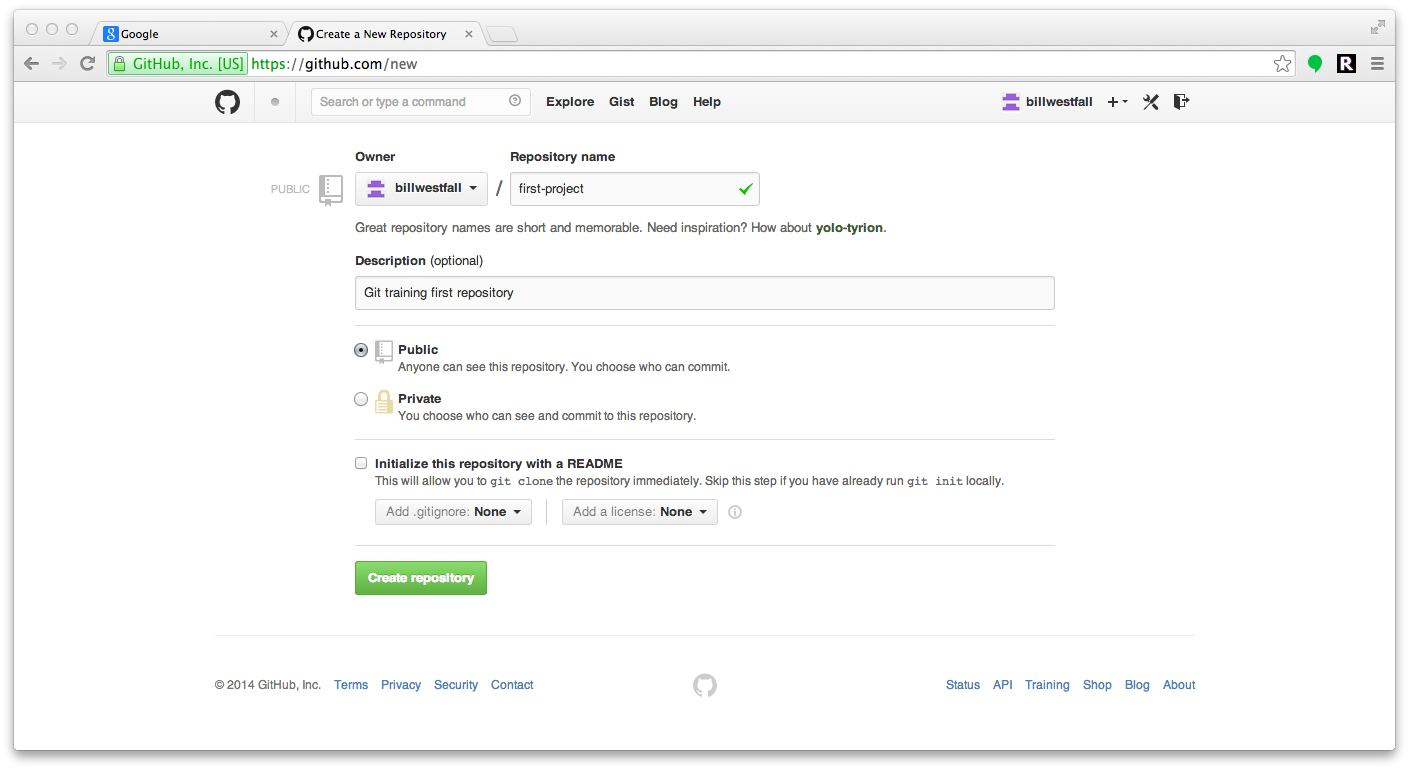 Google
Create a New Repository
GitHub, Inc. [US] https://github.com/new
Search or type a command
Explore Gist Blog Help
billwestfall
Owner Repository name
PUBLIC billwestfall / first-project
Great repository names are short and memorable. Need inspiration? How about yolo-tyrion.
Description (optional)
Git training first repository
Public
Anyone can see this repository. You choose who can commit.
Private
You choose who can see and commit to this repository.
Initialize this repository with a README
This will allow you to git clone the repository immediately. Skip this step if you have already run git init locally.
Add .gitignore: None Add a license: None
Create repository
© 2014 GitHub, Inc. Terms Privacy Security Contact Status API Training Shop Blog About